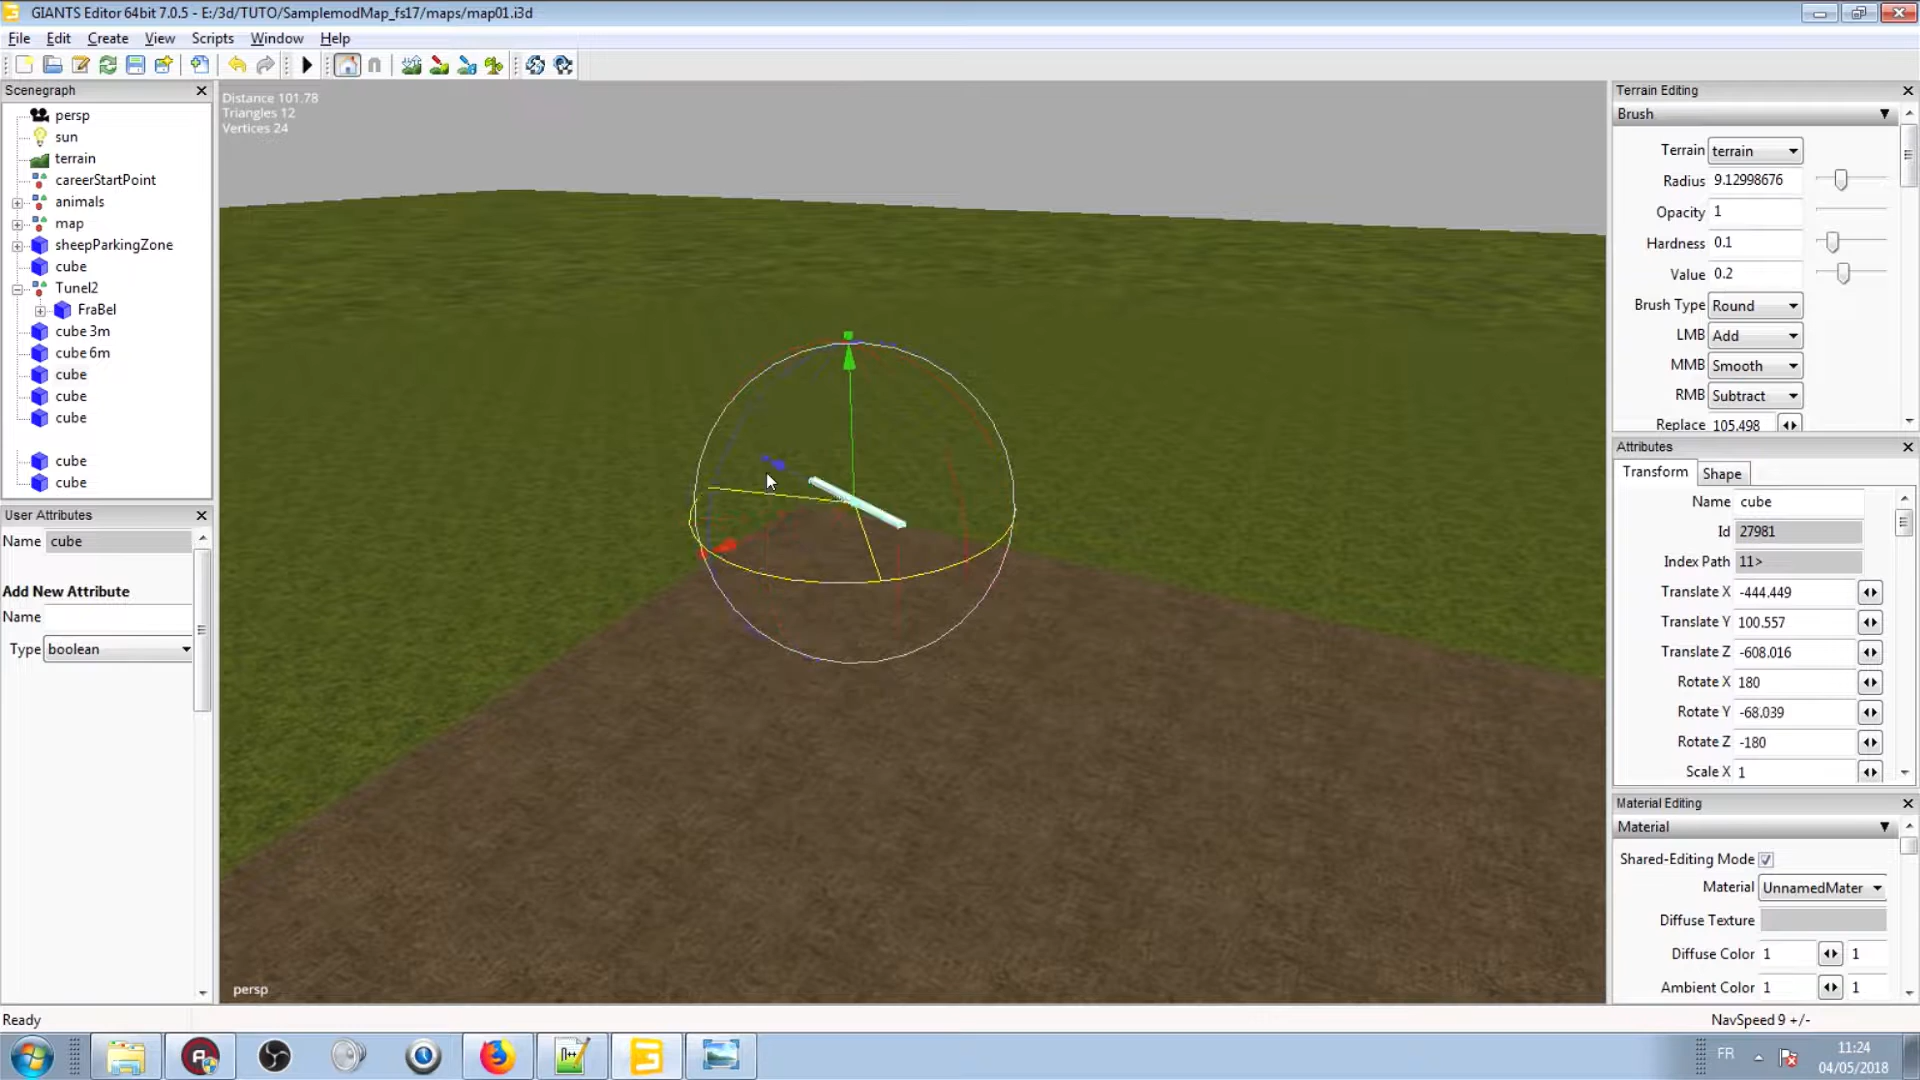 GIANTS Editor 64bit 7.0.5 - E:/3d/TUTO/SamplemodMap_fs17/maps/map01.i3d
File Edit Create View Scripts Window Help
Scenegraph
persp
sun
terrain
careerStartPoint
animals
map
sheepParkingZone
cube
Tunel2
FraBel
cube 3m
cube 6m
cube
cube
cube
cube
cube
User Attributes
Name cube
Add New Attribute
Name
Type boolean
Distance 101.78
Triangles 12
Vertices 24
persp
Terrain Editing
Brush
Terrain terrain
Radius 9.12998676
Opacity 1
Hardness 0.1
Value 0.2
Brush Type Round
LMB Add
MMB Smooth
RMB Subtract
Replace 105.498
Attributes
Transform Shape
Name cube
Id 27981
Index Path 11>
Translate X -444.449
Translate Y 100.557
Translate Z -608.016
Rotate X 180
Rotate Y -68.039
Rotate Z -180
Scale X 1
Material Editing
Material
Shared-Editing Mode
Material UnnamedMater
Diffuse Texture
Diffuse Color 1 1
Ambient Color 1 1
Ready
NavSpeed 9 +/-
FR
11:24
04/05/2018